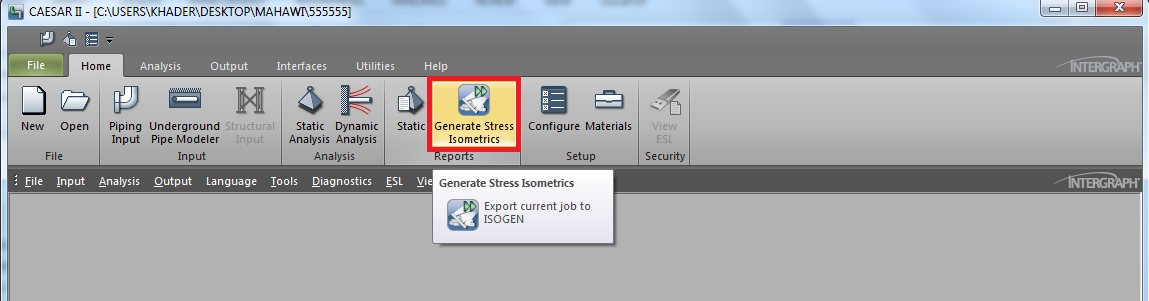 CAESAR II - [C:\USERS\KHADER\DESKTOP\MAHAWI\555555]
File Home Analysis Output Interfaces Utilities Help INTERGRAPH
New Open Piping Input Underground Pipe Modeler Structural Input Static Analysis Dynamic Analysis Static Generate Stress Isometrics Configure Materials View ESL
File Input Analysis Reports Setup Security
File Input Analysis Output Language Tools Diagnostics ESL Vie INTERGRAPH
Generate Stress Isometrics
Export current job to
ISOGEN